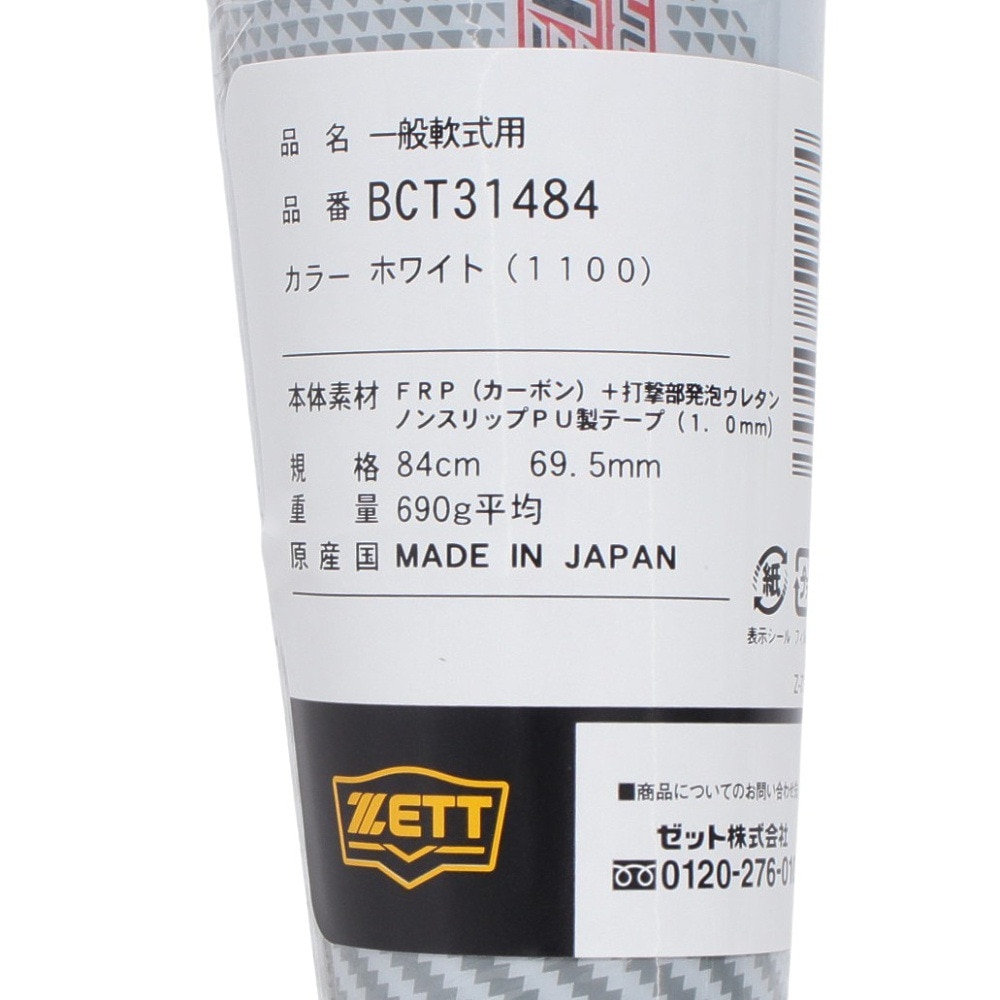 品名 一般軟式用
品番 BCT31484
カラー ホワイト（1100）
本体素材 FRP（カーボン）＋打撃部発泡ウレタン
ノンスリップPU製テープ（1.0mm）
規格 84cm 69.5mm
重量 690g平均
原産国 MADE IN JAPAN
紙
表示シール
ZETT
■商品についてのお問い合わせ
ゼット株式会社
0120-276-01